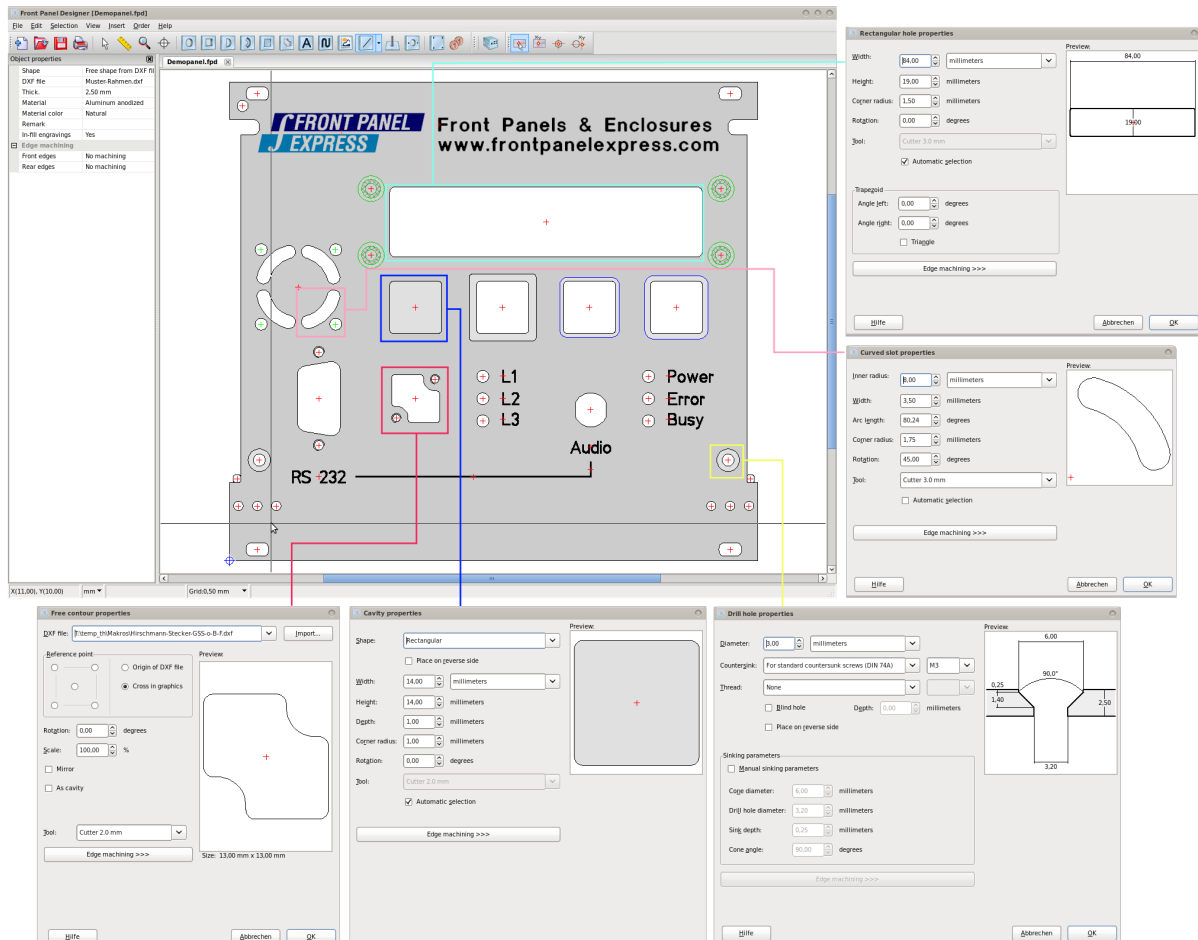 Front Panel Designer [Demopanel.fpd]
File Edit Selection View Insert Order Help
Object properties
Demopanel.fpd
Shape Free shape from DXF fil
DXF file Muster-Rahmen.dxf
Thick. 2,50 mm
Material Aluminum anodized
Material color Natural
Remark
In-fill engravings Yes
Edge machining
Front edges No machining
Rear edges No machining
FRONT PANEL
EXPRESS
Front Panels & Enclosures
www.frontpanelexpress.com
L1
L2
L3
Power
Error
Busy
Audio
RS-232
X(11,00), Y(10,00) mm Grid:0,50 mm
Rectangular hole properties
Width: 84,00 millimeters
Height: 19,00 millimeters
Corner radius: 1,50 millimeters
Rotation: 0,00 degrees
Tool: Cutter 3.0 mm
Automatic selection
Trapezoid
Angle left: 0,00 degrees
Angle right: 0,00 degrees
Triangle
Edge machining >>>
Preview:
84,00
19,00
Hilfe Abbrechen OK
Curved slot properties
Inner radius: 8,00 millimeters
Width: 3,50 millimeters
Arc length: 80,24 degrees
Corner radius: 1,75 millimeters
Rotation: 45,00 degrees
Tool: Cutter 3.0 mm
Automatic selection
Edge machining >>>
Preview:
Hilfe Abbrechen OK
Free contour properties
DXF file: T:\temp_th\Makros\Hirschmann-Stecker-GSS-o-B-F.dxf Import...
Reference point
Origin of DXF file
Cross in graphics
Rotation: 0,00 degrees
Scale: 100,00 %
Mirror
As cavity
Tool: Cutter 2.0 mm
Edge machining >>>
Preview:
Size: 13,00 mm x 13,00 mm
Hilfe Abbrechen OK
Cavity properties
Shape: Rectangular
Place on reverse side
Width: 14,00 millimeters
Height: 14,00 millimeters
Depth: 1,00 millimeters
Corner radius: 1,00 millimeters
Rotation: 0,00 degrees
Tool: Cutter 2.0 mm
Automatic selection
Edge machining >>>
Preview:
Drill hole properties
Diameter: 3,00 millimeters
Countersink: For standard countersunk screws (DIN 74A) M3
Thread: None
Blind hole Depth: 0,00 millimeters
Place on reverse side
Sinking parameters
Manual sinking parameters
Cone diameter: 6,00 millimeters
Drill hole diameter: 3,20 millimeters
Sink depth: 0,25 millimeters
Cone angle: 90,00 degrees
Edge machining >>>
Preview:
6,00
90,0°
0,25
1,40
2,50
3,20
Hilfe Abbrechen OK